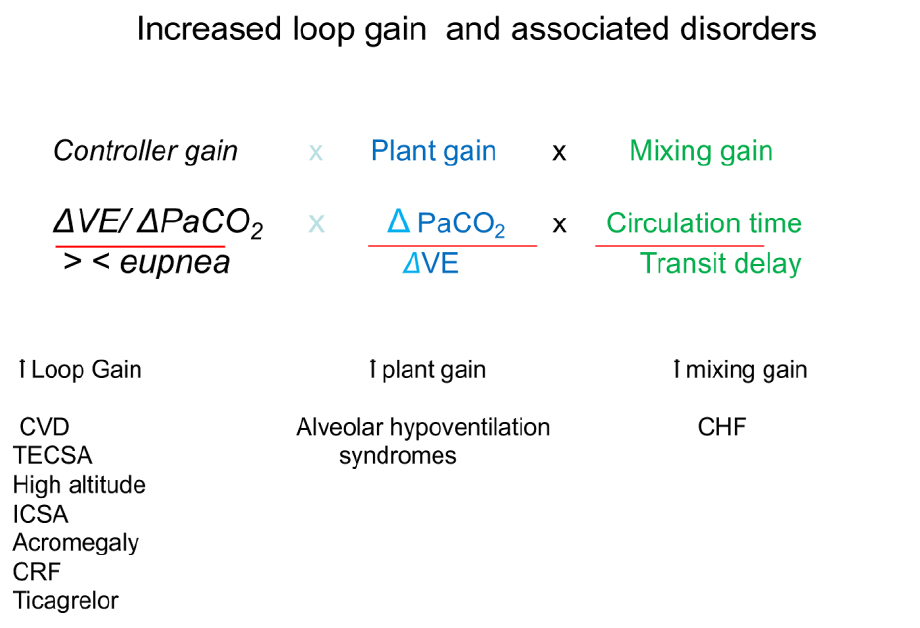 Increased loop gain and associated disorders
Controller gain x Plant gain x Mixing gain
ΔVE/ ΔPaCO₂ x Δ PaCO₂ x Circulation time
> < eupnea ΔVE Transit delay
↑Loop Gain ↑plant gain ↑mixing gain
CVD Alveolar hypoventilation CHF
TECSA syndromes
High altitude
ICSA
Acromegaly
CRF
Ticagrelor